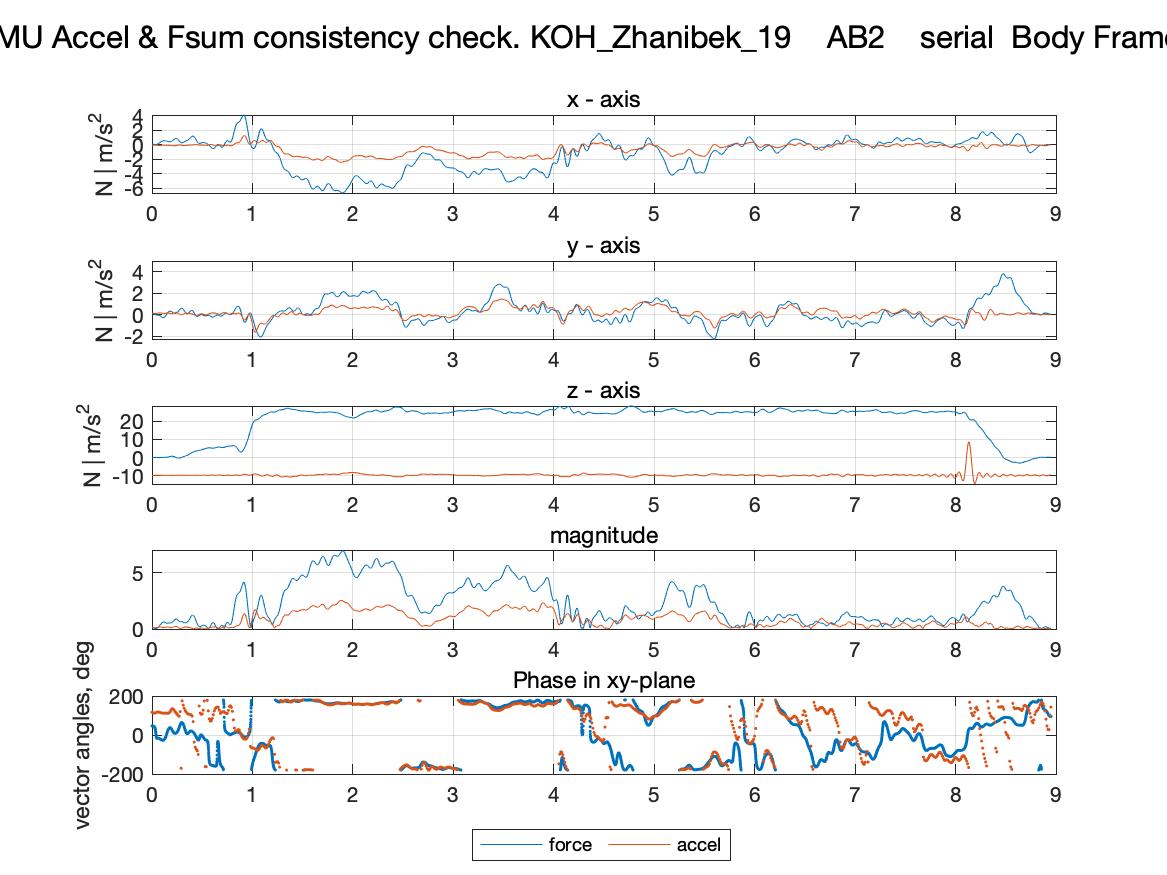 MU Accel & Fsum consistency check. KOH_Zhanibek_19 AB2 serial Body Frame
x - axis
N | m/s²
4
2
0
-2
-4
-6
0 1 2 3 4 5 6 7 8 9
y - axis
N | m/s²
4
2
0
-2
0 1 2 3 4 5 6 7 8 9
z - axis
N | m/s²
20
10
0
-10
0 1 2 3 4 5 6 7 8 9
magnitude
5
0
0 1 2 3 4 5 6 7 8 9
Phase in xy-plane
vector angles, deg
200
0
-200
0 1 2 3 4 5 6 7 8 9
force accel